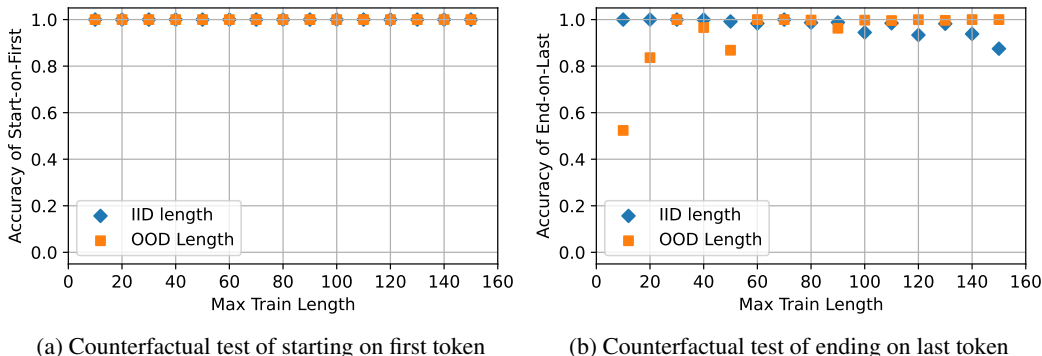 1.0
0.8
0.6
0.4
0.2
0.0
Accuracy of Start-on-First
IID length
OOD Length
0 20 40 60 80 100 120 140 160
Max Train Length
(a) Counterfactual test of starting on first token
1.0
0.8
0.6
0.4
0.2
0.0
Accuracy of End-on-Last
IID length
OOD Length
0 20 40 60 80 100 120 140 160
Max Train Length
(b) Counterfactual test of ending on last token